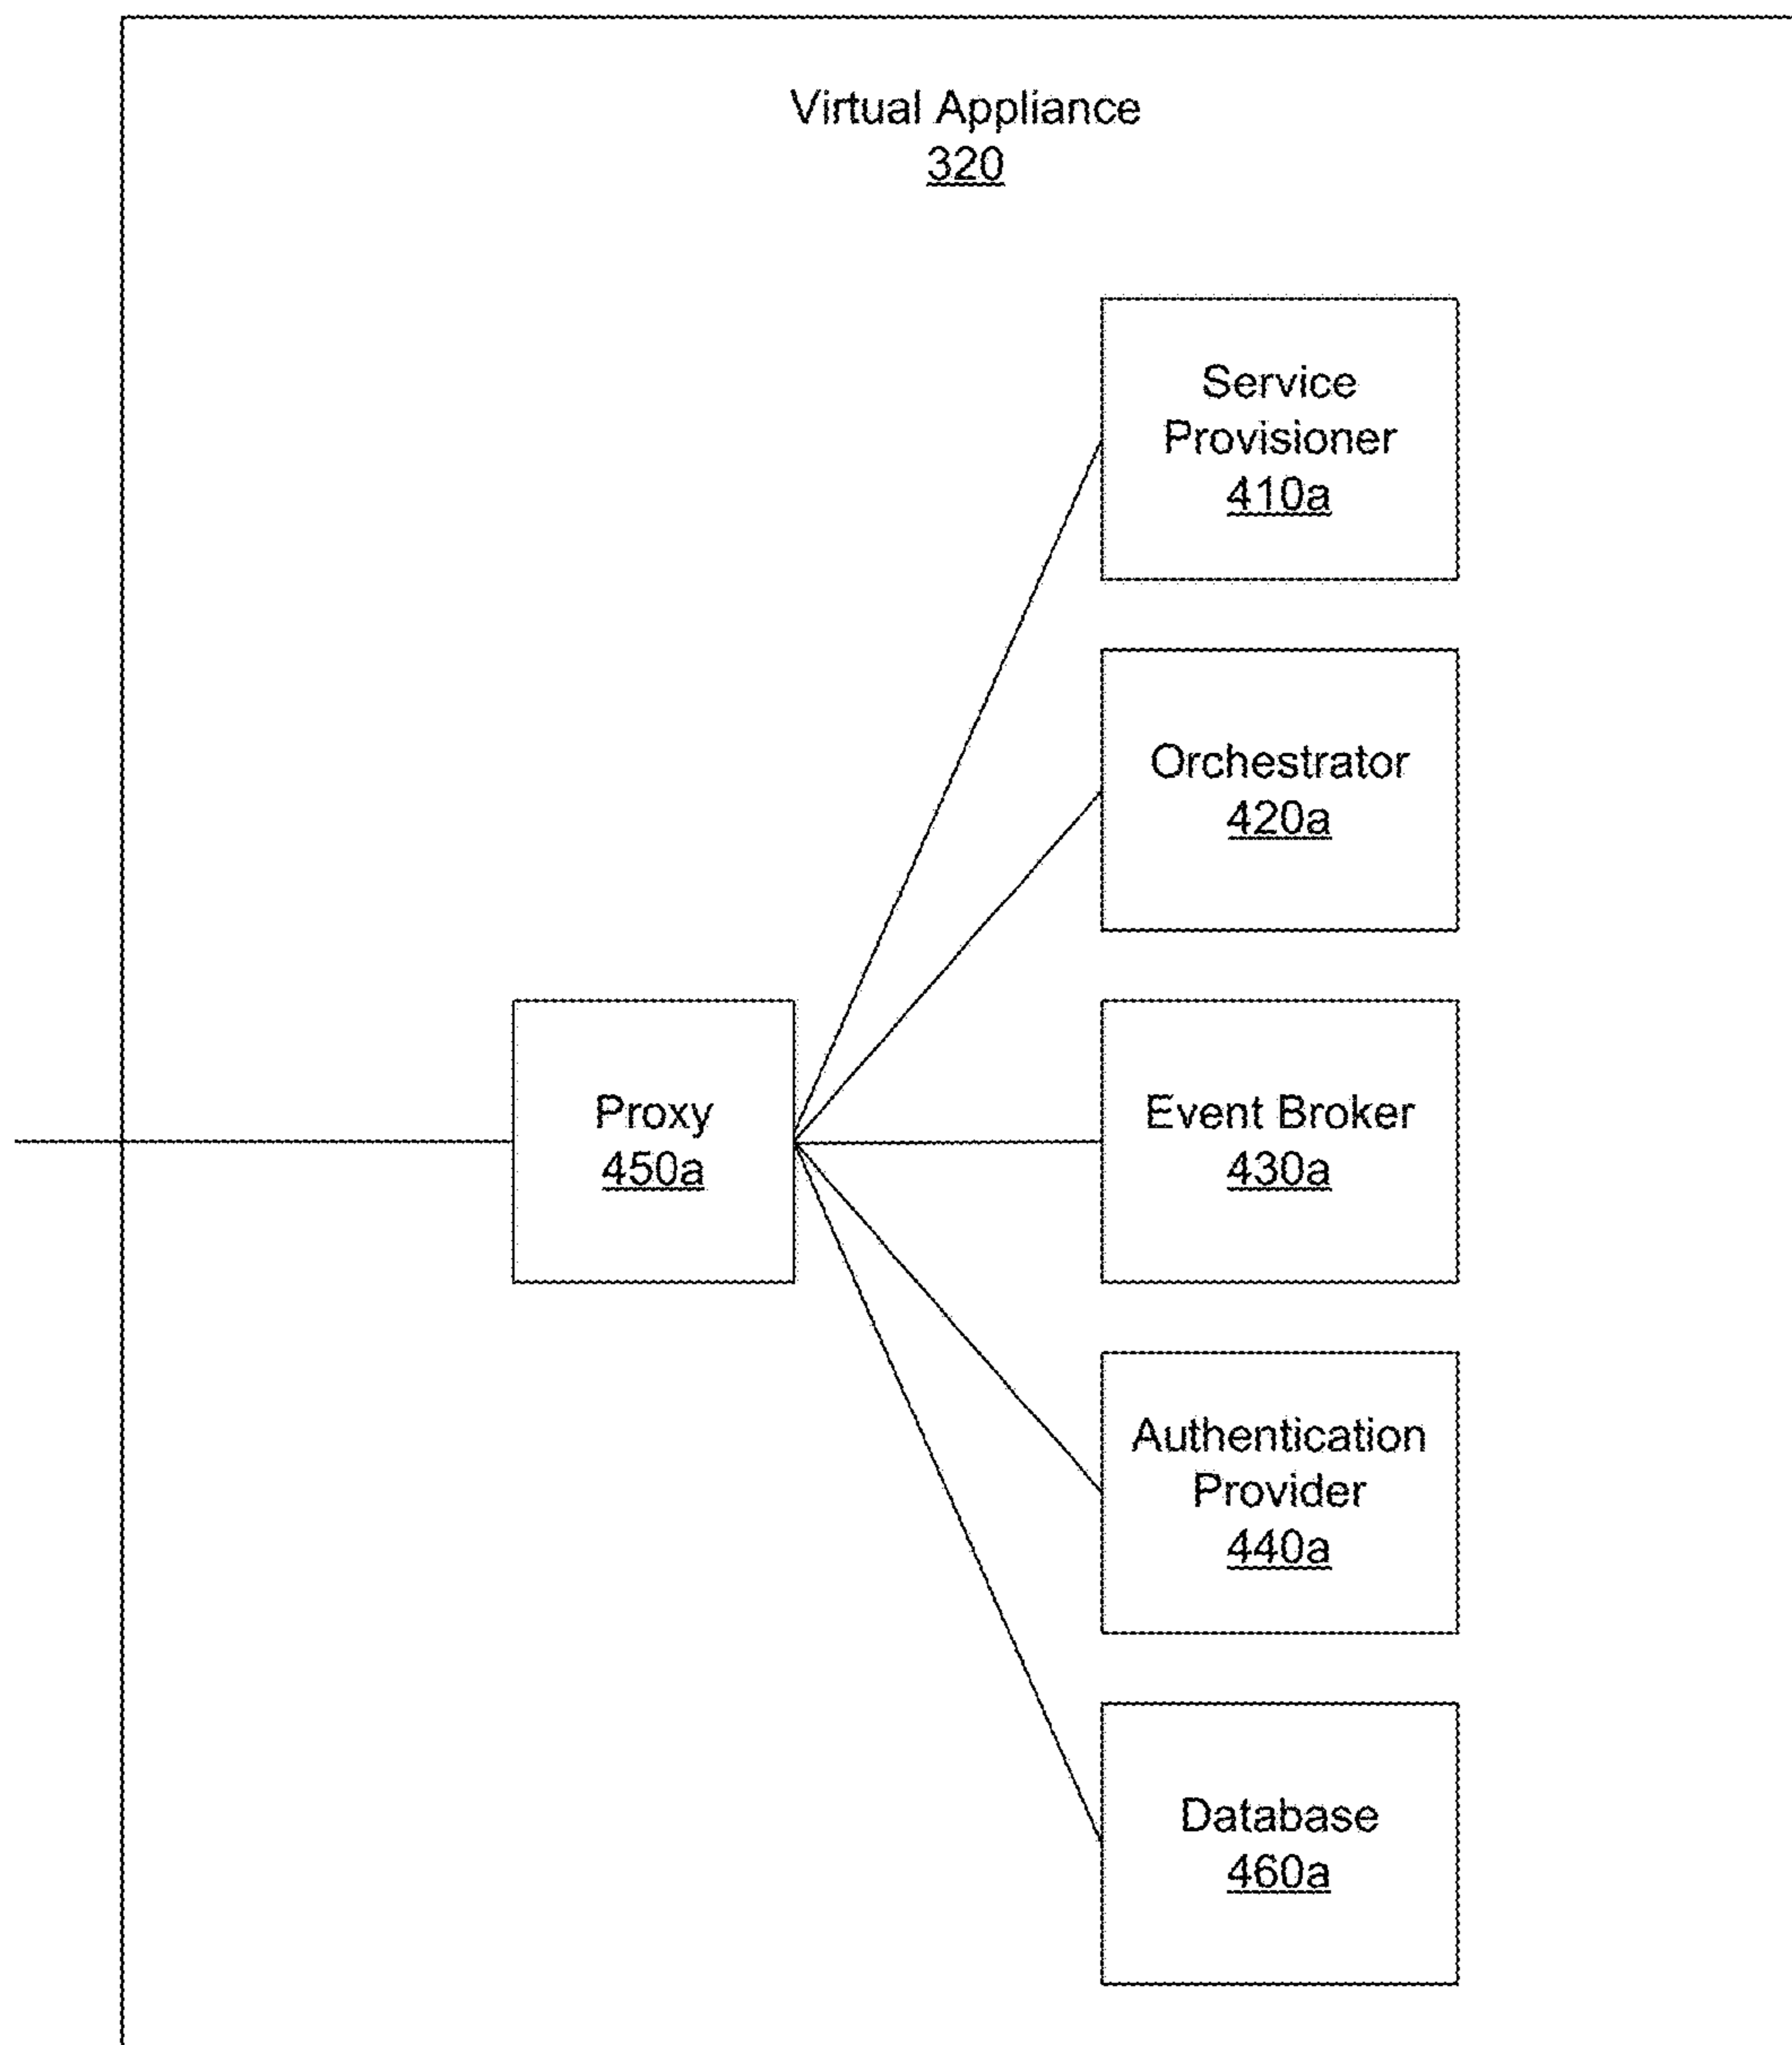 Virtual Appliance
320
Service
Provisioner
410a
Orchestrator
420a
Proxy
450a
Event Broker
430a
Authentication
Provider
440a
Database
460a